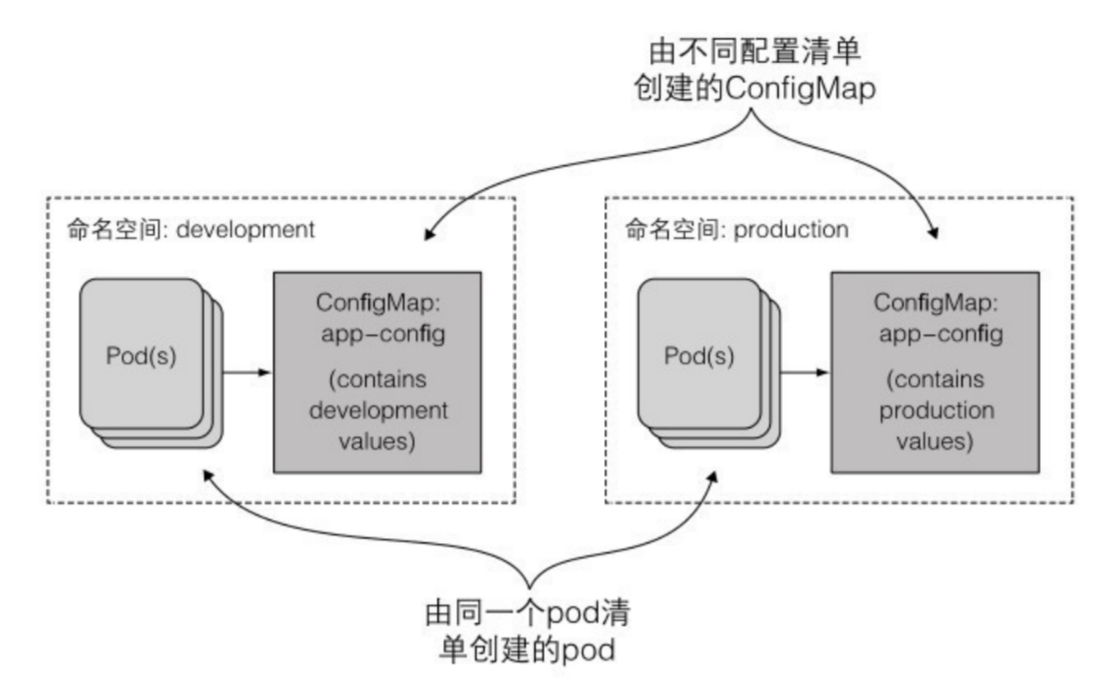 由不同配置清单
创建的ConfigMap
命名空间: development
Pod(s)
ConfigMap:
app−config
(contains
development
values)
命名空间: production
Pod(s)
ConfigMap:
app−config
(contains
production
values)
由同一个pod清
单创建的pod